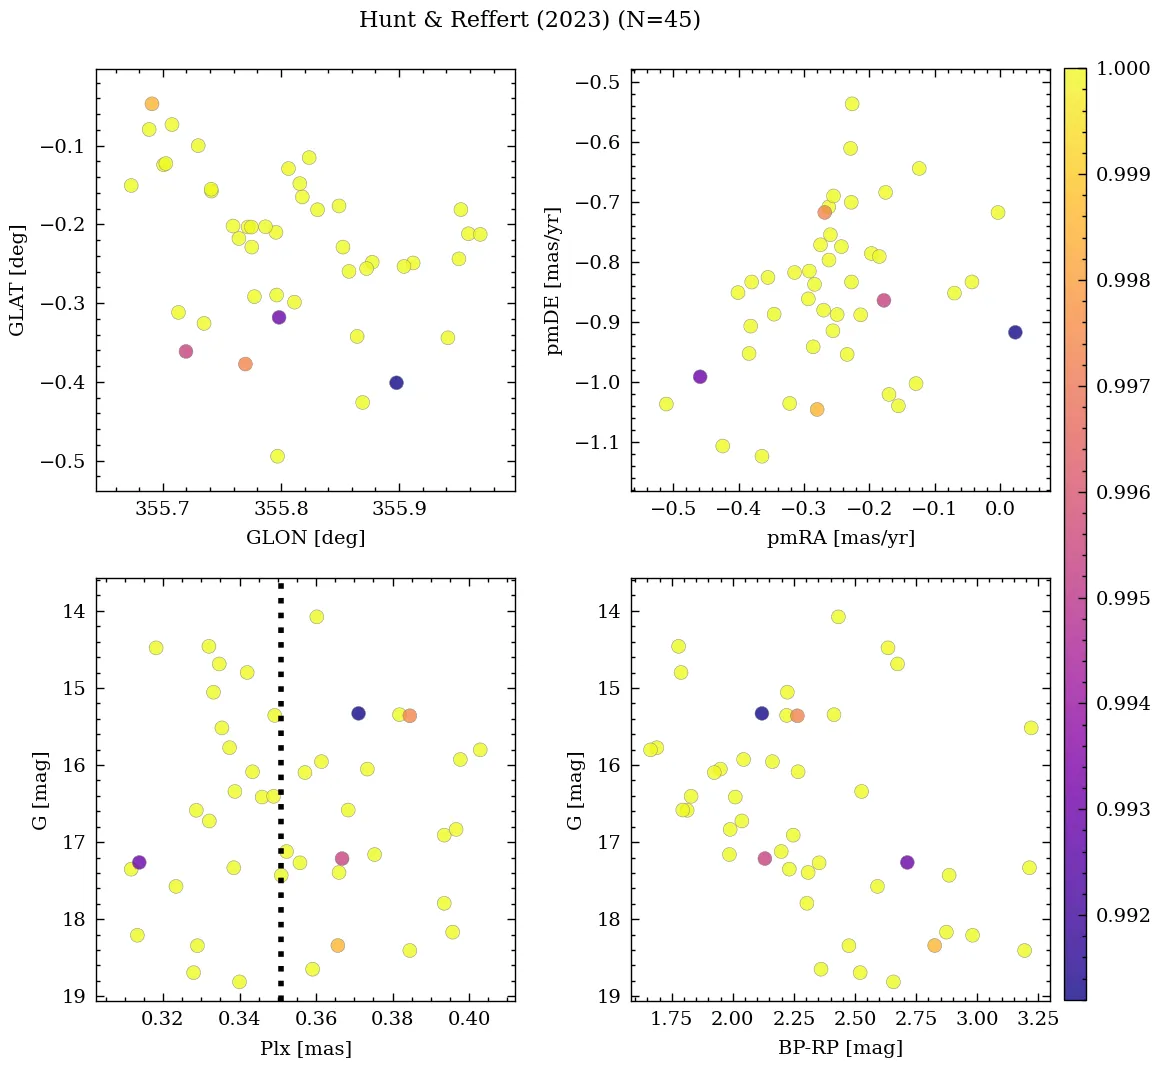 Hunt & Reffert (2023) (N=45)
−0.1
−0.2
−0.3
−0.4
−0.5
GLAT [deg]
355.7 355.8 355.9
GLON [deg]
−0.5
−0.6
−0.7
−0.8
−0.9
−1.0
−1.1
pmDE [mas/yr]
−0.5 −0.4 −0.3 −0.2 −0.1 0.0
pmRA [mas/yr]
14
15
16
17
18
19
G [mag]
0.32 0.34 0.36 0.38 0.40
Plx [mas]
14
15
16
17
18
19
G [mag]
1.75 2.00 2.25 2.50 2.75 3.00 3.25
BP-RP [mag]
1.000
0.999
0.998
0.997
0.996
0.995
0.994
0.993
0.992